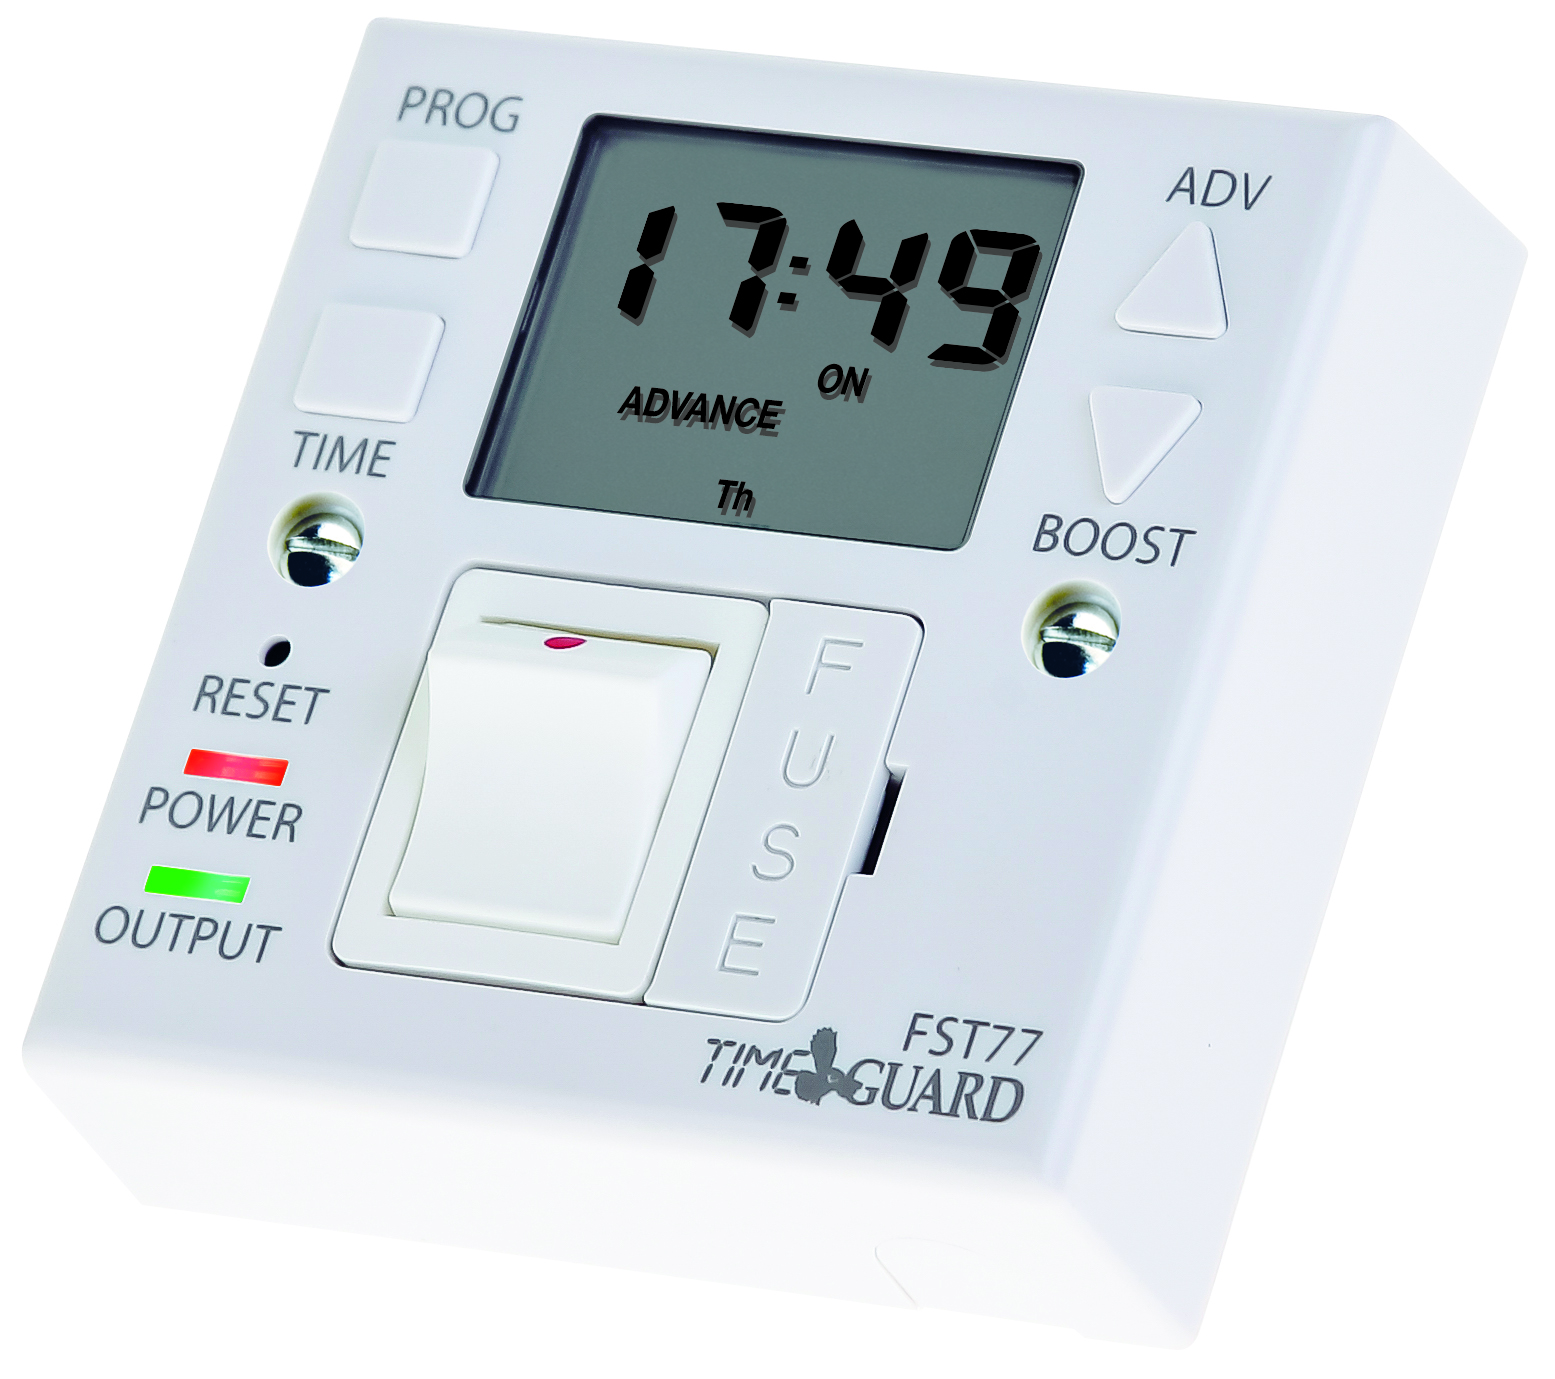 PROG
17:49
ON
ADVANCE
Th
ADV
TIME
BOOST
RESET
POWER
OUTPUT
FUSE
FST77
TIMEGUARD